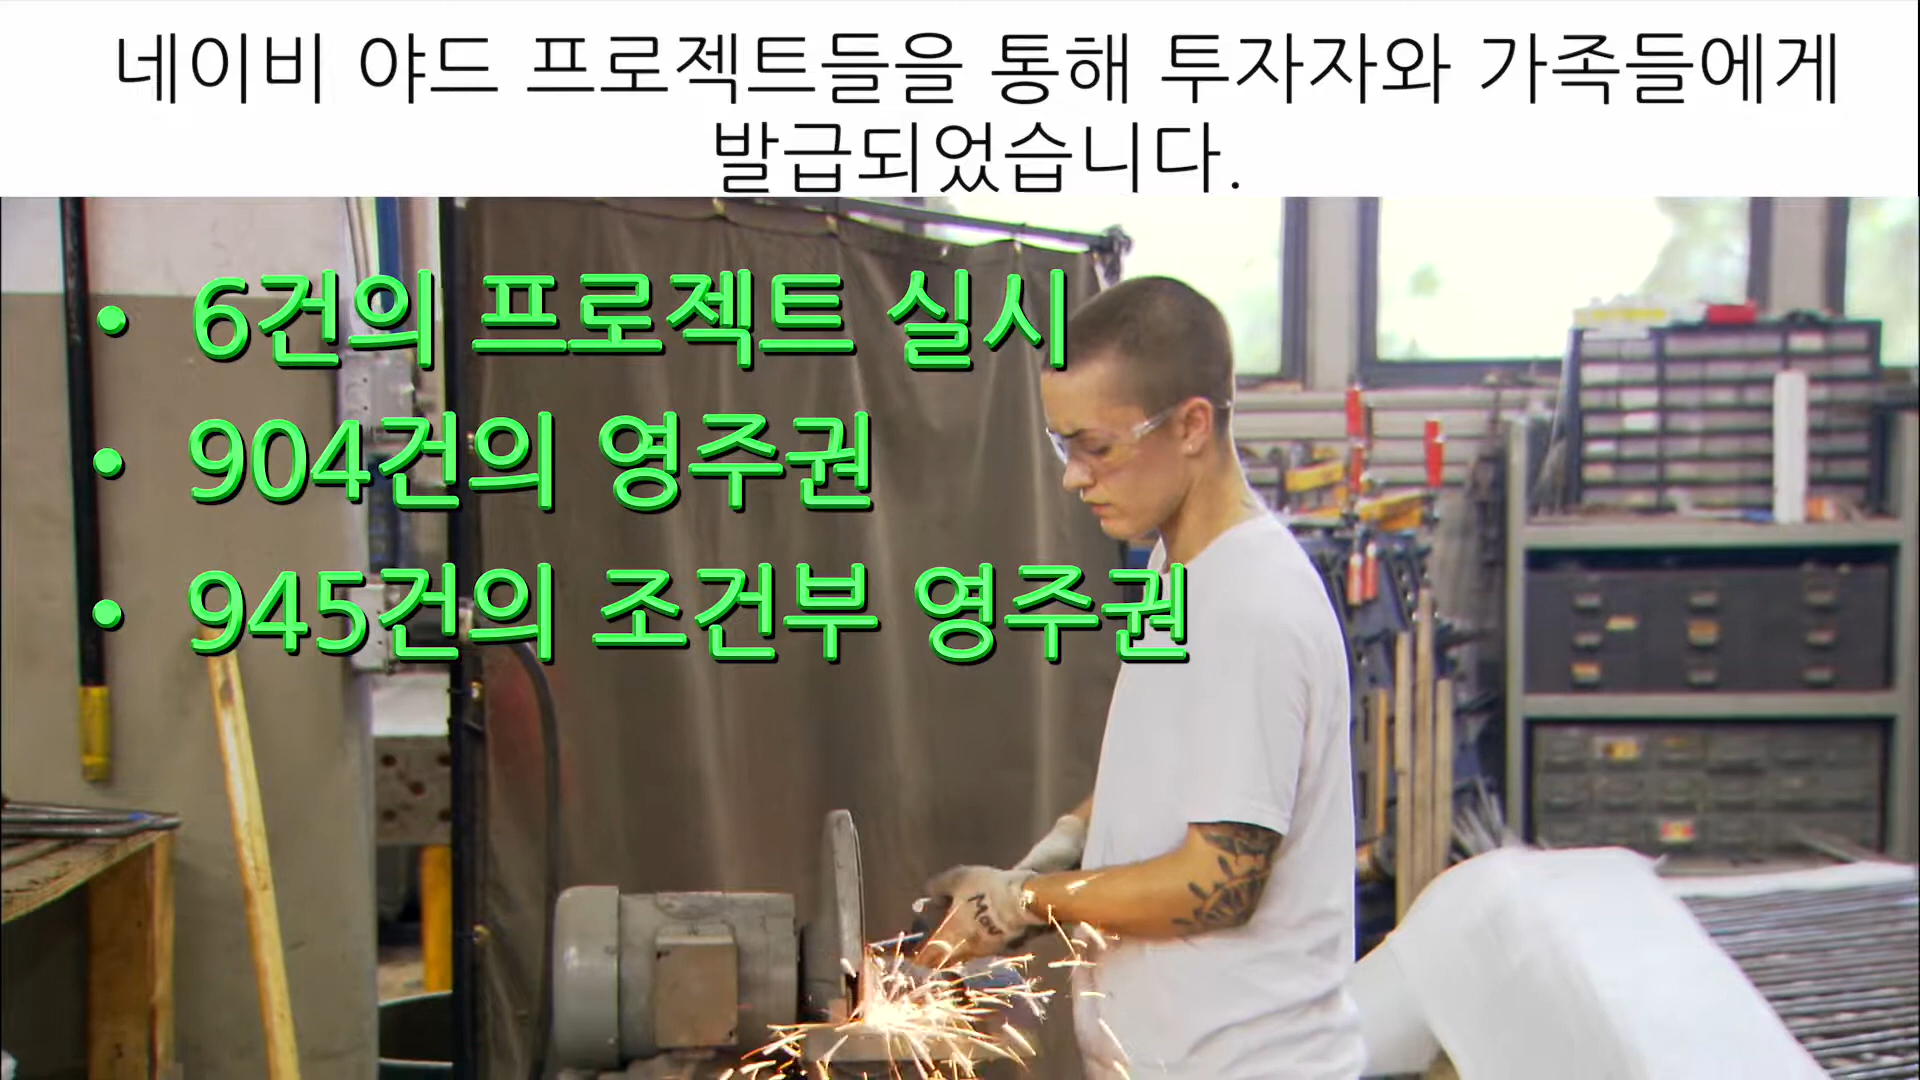 네이비 야드 프로젝트들을 통해 투자자와 가족들에게
발급되었습니다.
• 6건의 프로젝트 실시
• 904건의 영주권
• 945건의 조건부 영주권
Mov